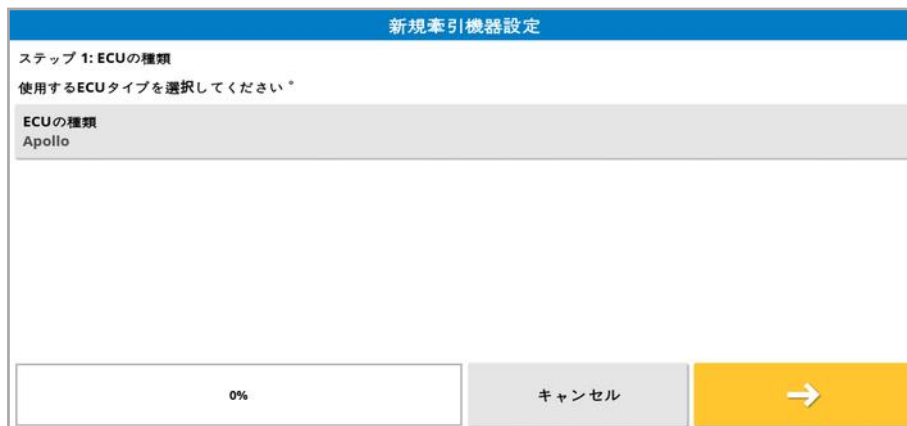 新規牽引機器設定
ステップ 1: ECUの種類
使用するECUタイプを選択してください。
ECUの種類
Apollo
0%
キャンセル